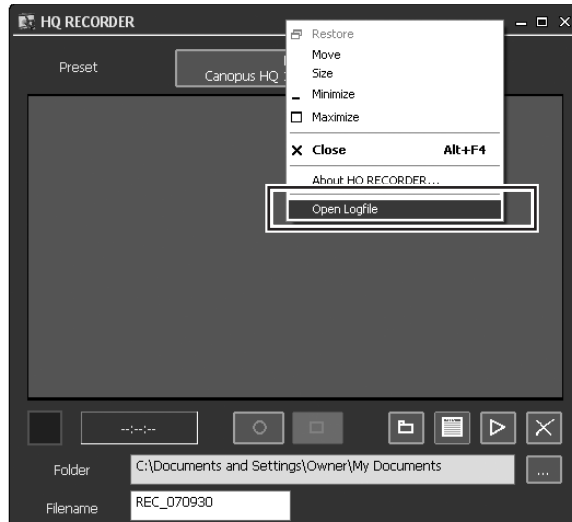 HQ RECORDER
Restore
Move
Size
Minimize
Maximize
Close Alt+F4
About HQ RECORDER...
Open Logfile
Preset
Canopus HQ
--:--:--
Folder C:\Documents and Settings\Owner\My Documents ...
Filename REC_070930